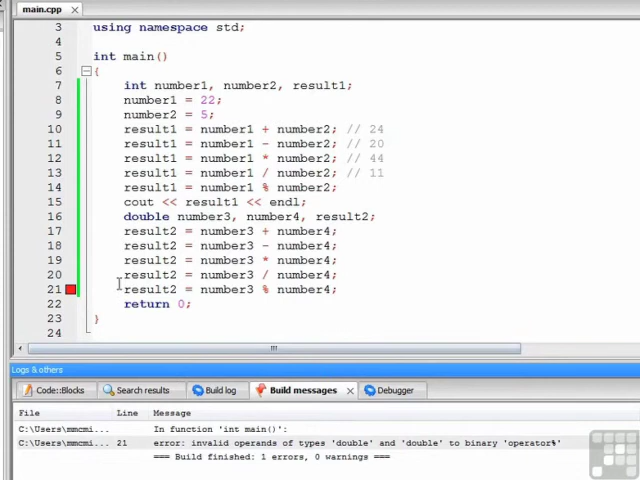 main.cpp
3 using namespace std;
4
5 int main()
6 {
7 int number1, number2, result1;
8 number1 = 22;
9 number2 = 5;
10 result1 = number1 + number2; // 24
11 result1 = number1 - number2; // 20
12 result1 = number1 * number2; // 44
13 result1 = number1 / number2; // 11
14 result1 = number1 % number2;
15 cout << result1 << endl;
16 double number3, number4, result2;
17 result2 = number3 + number4;
18 result2 = number3 - number4;
19 result2 = number3 * number4;
20 result2 = number3 / number4;
21 result2 = number3 % number4;
22 return 0;
23 }
24
Logs & others
Code::Blocks Search results Build log Build messages Debugger
File Line Message
C:\Users\mmcmi... In function 'int main()':
C:\Users\mmcmi... 21 error: invalid operands of types 'double' and 'double' to binary 'operator%'
=== Build finished: 1 errors, 0 warnings ===